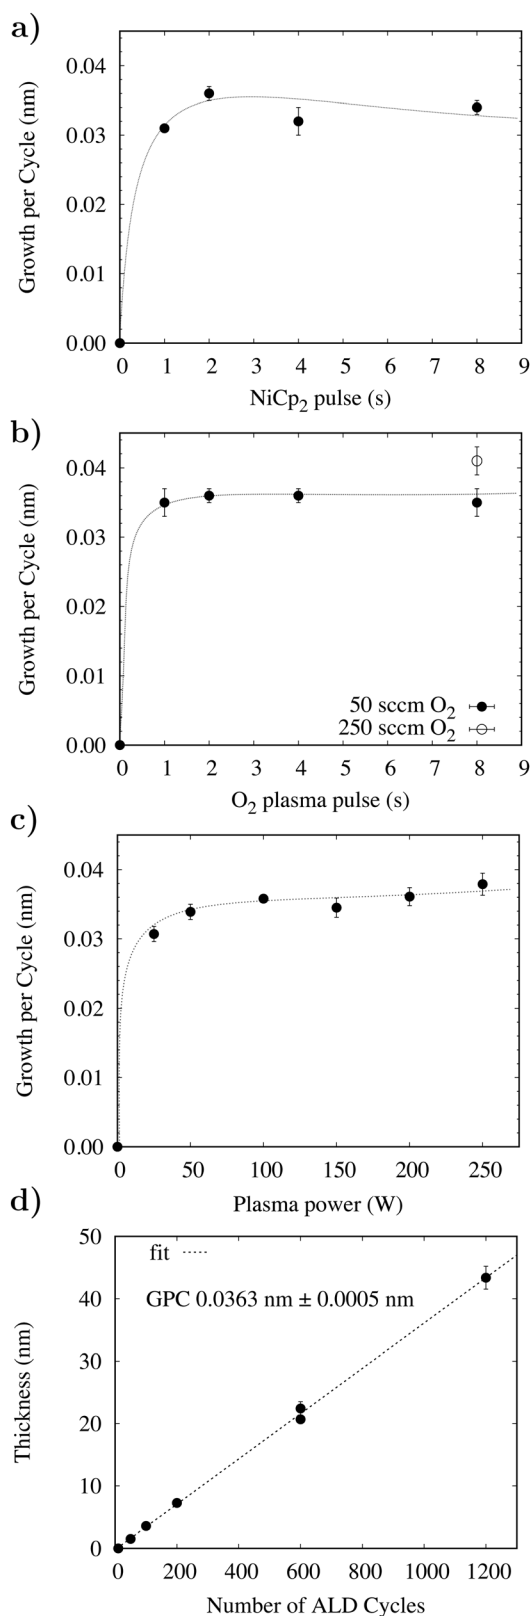 a)
0.04
0.03
0.02
0.01
0.00
Growth per Cycle (nm)
0 1 2 3 4 5 6 7 8 9
NiCp₂ pulse (s)
b)
0.04
0.03
0.02
0.01
0.00
Growth per Cycle (nm)
50 sccm O₂
250 sccm O₂
0 1 2 3 4 5 6 7 8 9
O₂ plasma pulse (s)
c)
0.04
0.03
0.02
0.01
0.00
Growth per Cycle (nm)
0 50 100 150 200 250
Plasma power (W)
d)
50
40
30
20
10
0
Thickness (nm)
fit
GPC 0.0363 nm ± 0.0005 nm
0 200 400 600 800 1000 1200
Number of ALD Cycles